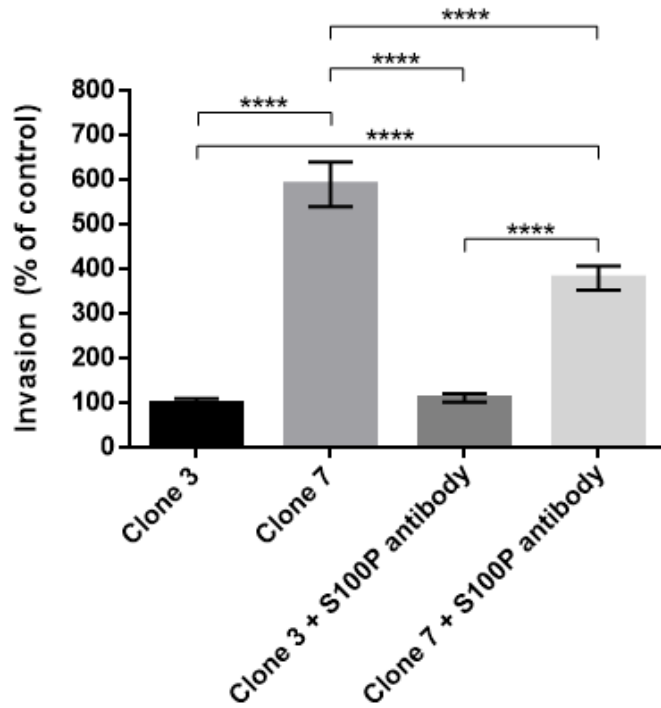 ****
****
****
****
****
Invasion (% of control)
800
700
600
500
400
300
200
100
0
Clone 3
Clone 7
Clone 3 + S100P antibody
Clone 7 + S100P antibody